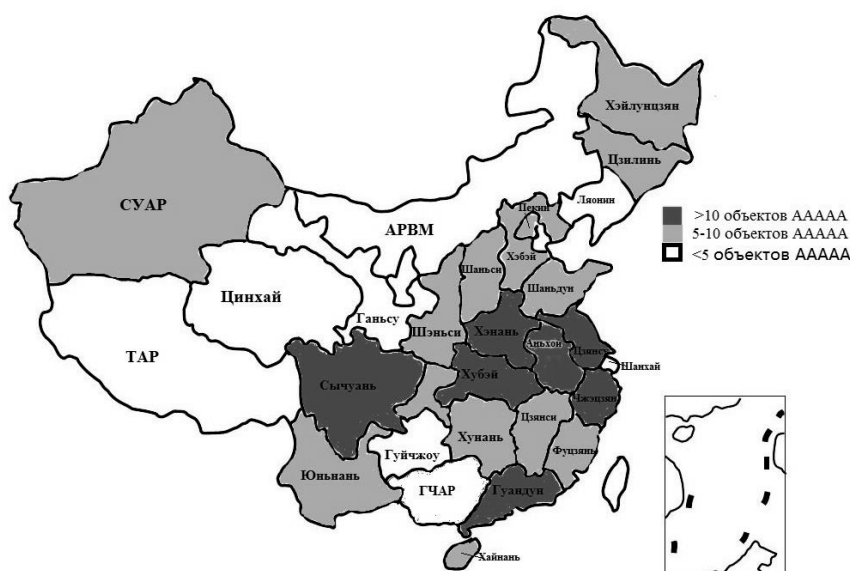 Хэйлунцзян
Цзилинь
Ляонин
СУАР
АРВМ
Пекин
Хэбэй
>10 объектов ААААА
5-10 объектов ААААА
<5 объектов ААААА
Шаньси
Шаньдун
Цинхай
Ганьсу
Шэньси
Хэнань
Аньхой
Цзянсу
Шанхай
ТАР
Сычуань
Хубэй
Чжэцзян
Хунань
Цзянси
Фуцзянь
Гуйчжоу
Юньнань
ГЧАР
Гуандун
Хайнань